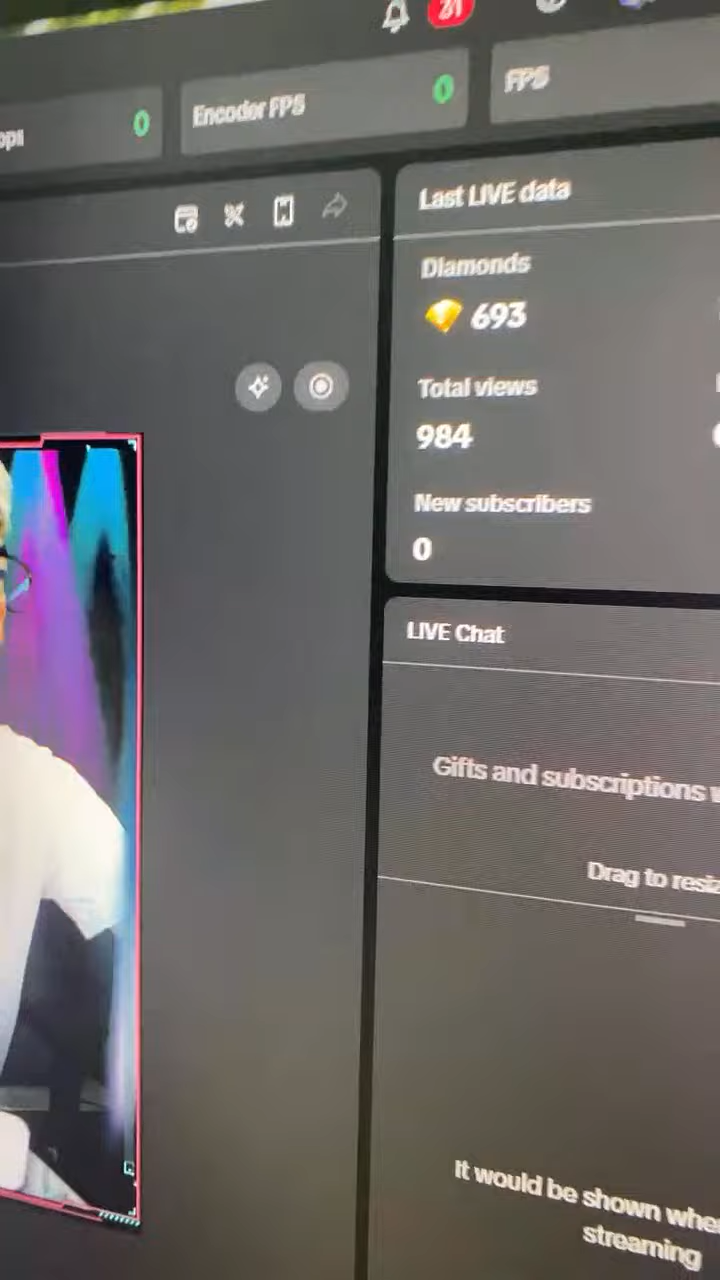 21
0
Encoder FPS
0
FPS
Last LIVE data
Diamonds
693
Total views
984
New subscribers
0
LIVE Chat
Gifts and subscriptions
Drag to
It would be shown
streaming